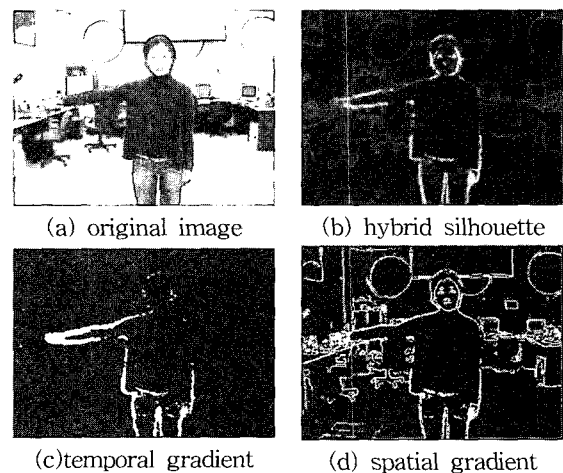 (a) original image
(b) hybrid silhouette
(c)temporal gradient
(d) spatial gradient